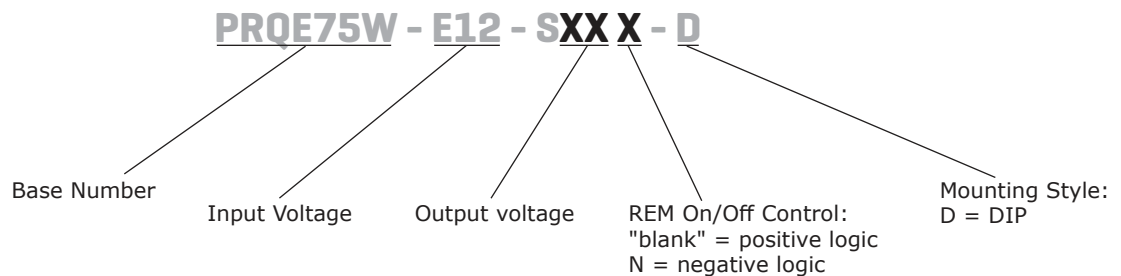 PRQE75W - E12 - SXX X - D
Base Number
Input Voltage
Output voltage
REM On/Off Control:
"blank" = positive logic
N = negative logic
Mounting Style:
D = DIP